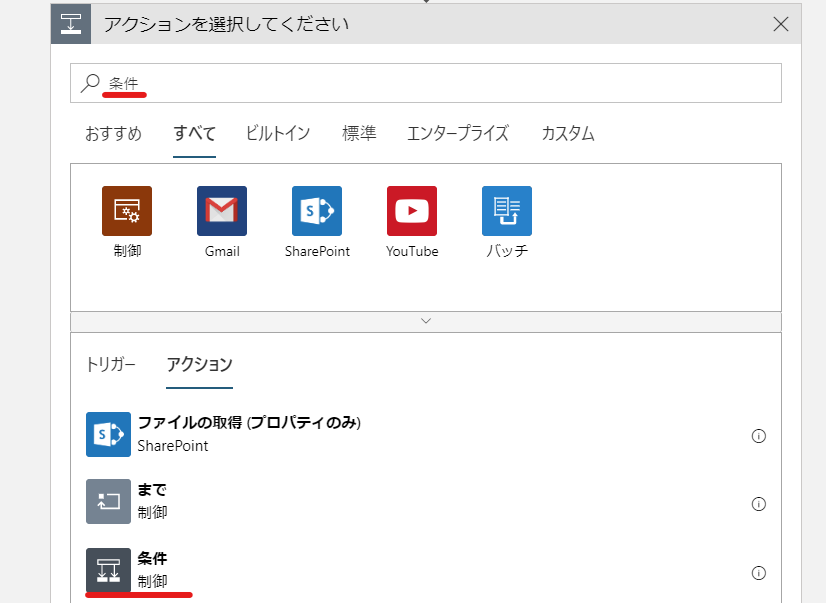 アクションを選択してください
条件
おすすめ すべて ビルトイン 標準 エンタープライズ カスタム
制御 Gmail SharePoint YouTube バッチ
トリガー アクション
ファイルの取得 (プロパティのみ)
SharePoint
まで
制御
条件
制御